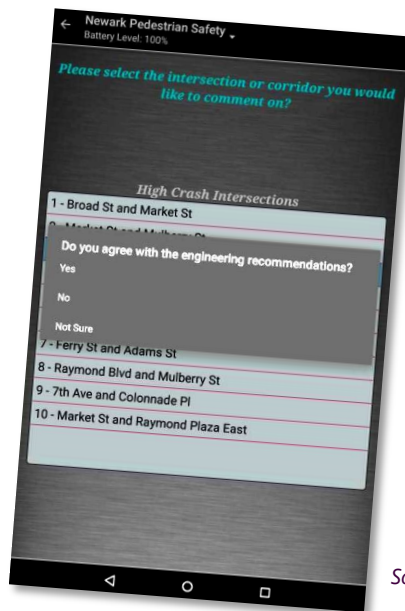 Newark Pedestrian Safety
Battery Level: 100%
Please select the intersection or corridor you would
like to comment on?
High Crash Intersections
1 - Broad St and Market St
Do you agree with the engineering recommendations?
Yes
No
Not Sure
7 - Ferry St and Adams St
8 - Raymond Blvd and Mulberry St
9 - 7th Ave and Colonnade Pl
10 - Market St and Raymond Plaza East